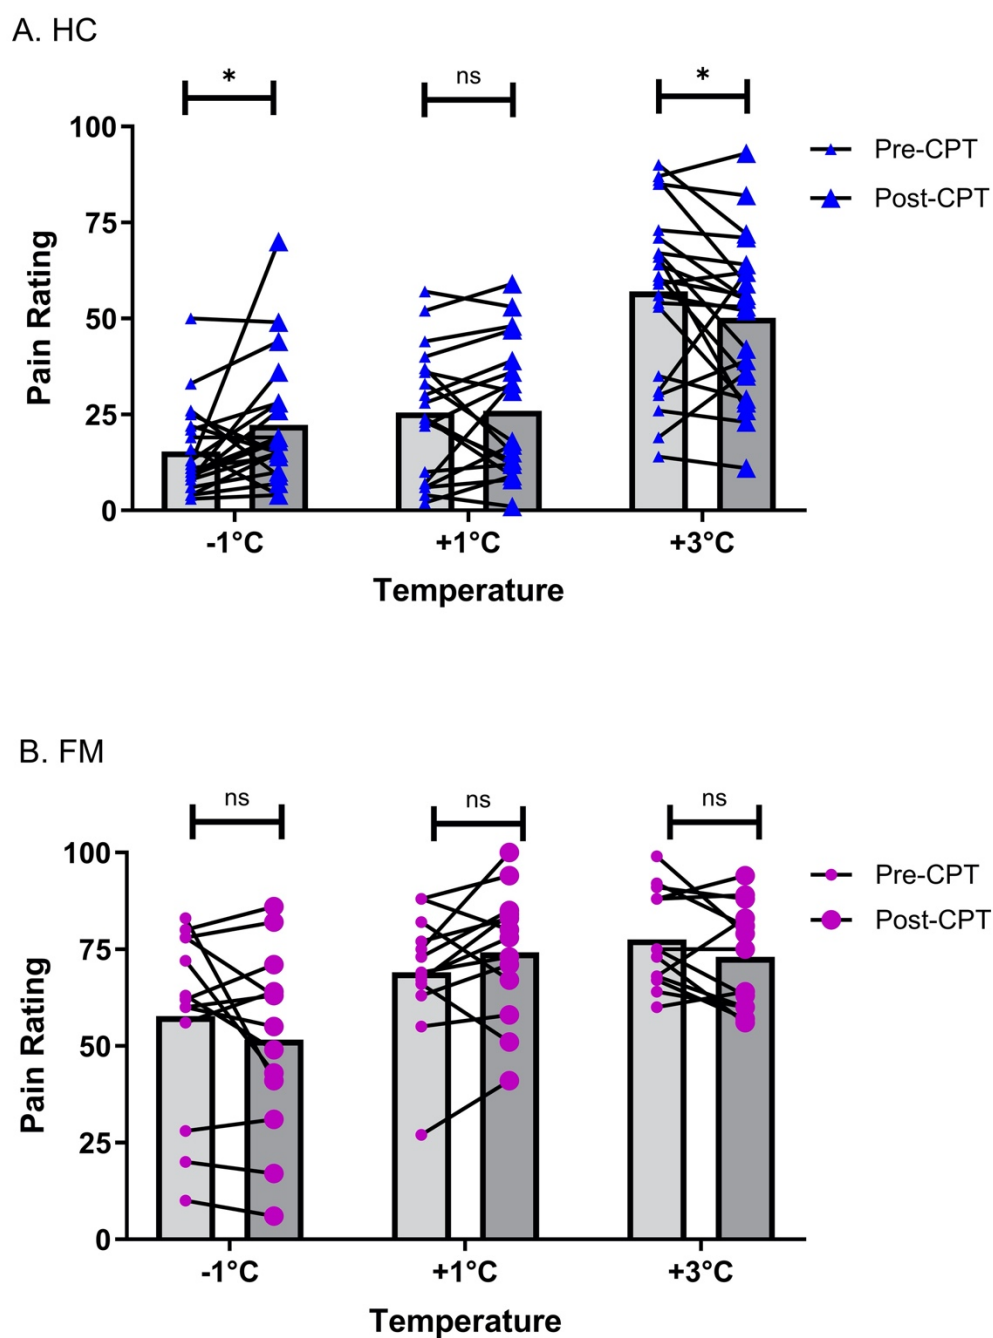 A. HC
* ns *
100
75
50
25
0
Pain Rating
-1°C +1°C +3°C
Temperature
Pre-CPT
Post-CPT
B. FM
ns ns ns
100
75
50
25
0
Pain Rating
-1°C +1°C +3°C
Temperature
Pre-CPT
Post-CPT